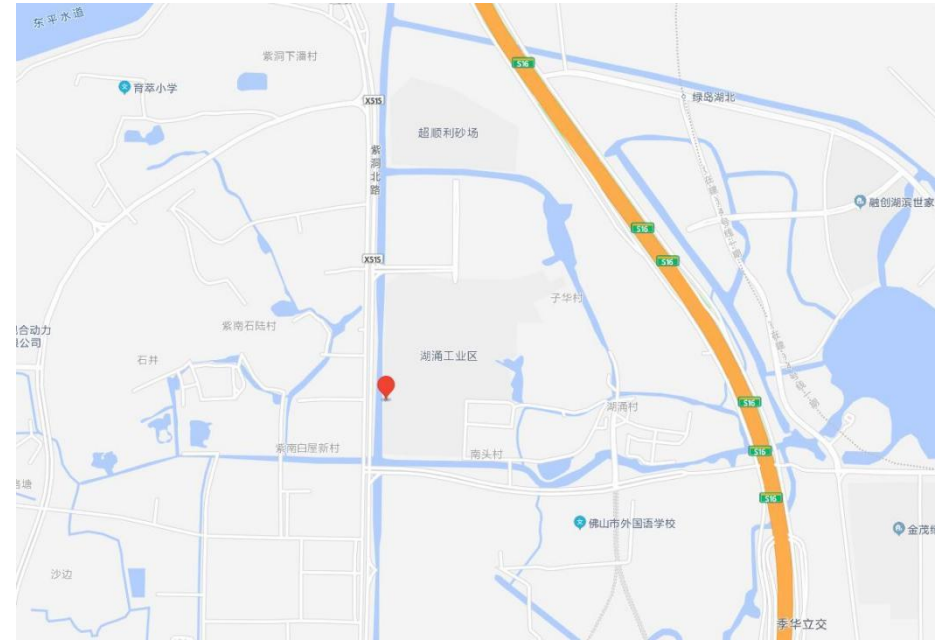 东平水道
紫洞下潘村
S16
育萃小学
X515
绿岛湖北
超顺利砂场
紫洞北路
融创湖滨世家
S16
X515
S16
子华村
合动力
公司
紫南石陆村
石井
湖涌工业区
S16
湖涌村
紫南臼屋新村
南头村
S16
塘
S16
佛山市外国语学校
金茂
沙边
季华立交